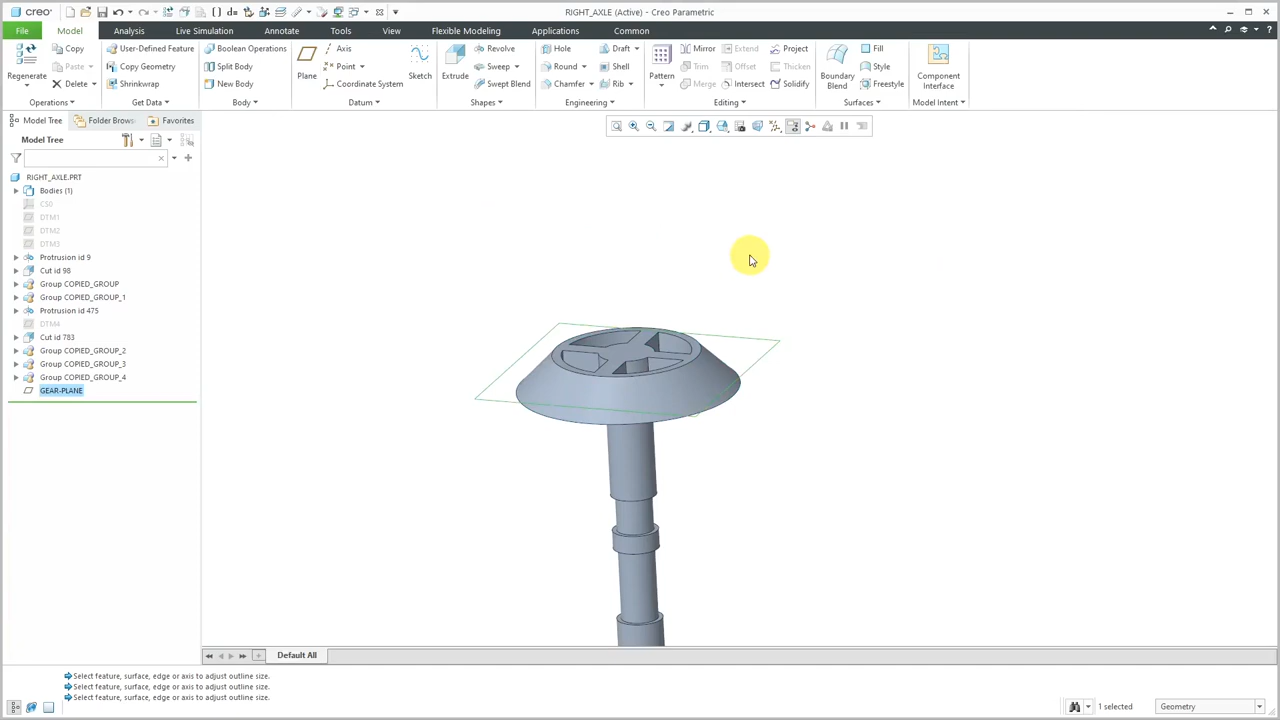 creo
RIGHT_AXLE (Active) - Creo Parametric
File Model Analysis Live Simulation Annotate Tools View Flexible Modeling Applications Common
Regenerate
Copy
Paste
Delete
Operations
User-Defined Feature
Copy Geometry
Shrinkwrap
Get Data
Boolean Operations
Split Body
New Body
Body
Plane
Axis
Point
Coordinate System
Sketch
Datum
Extrude
Revolve
Sweep
Swept Blend
Shapes
Hole
Round
Chamfer
Draft
Shell
Rib
Engineering
Pattern
Mirror
Trim
Merge
Extend
Offset
Intersect
Project
Thicken
Solidify
Editing
Boundary
Blend
Fill
Style
Freestyle
Surfaces
Component
Interface
Model Intent
Model Tree Folder Brows Favorites
Model Tree
RIGHT_AXLE.PRT
Bodies (1)
CS0
DTM1
DTM2
DTM3
Protrusion id 9
Cut id 98
Group COPIED_GROUP
Group COPIED_GROUP_1
Protrusion id 475
DTM4
Cut id 783
Group COPIED_GROUP_2
Group COPIED_GROUP_3
Group COPIED_GROUP_4
GEAR-PLANE
Default All
Select feature, surface, edge or axis to adjust outline size.
Select feature, surface, edge or axis to adjust outline size.
Select feature, surface, edge or axis to adjust outline size.
1 selected
Geometry